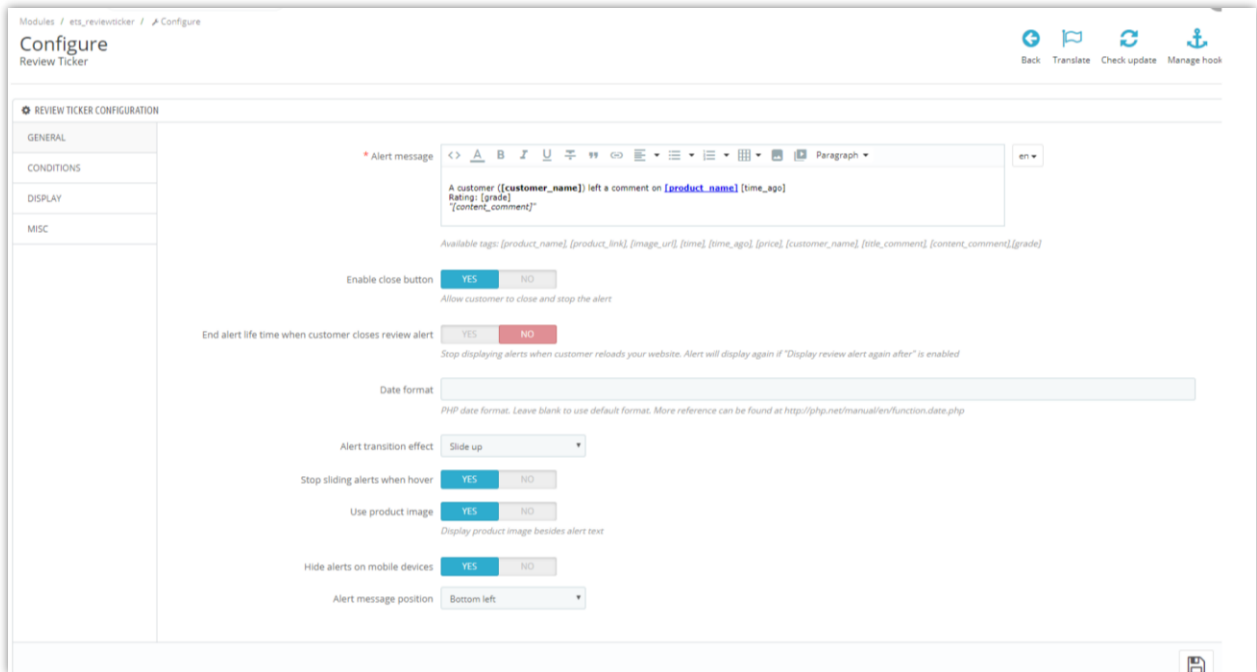 Modules / ets_reviewticker / Configure
Configure
Review Ticker
Back Translate Check update Manage hook
REVIEW TICKER CONFIGURATION
GENERAL
CONDITIONS
DISPLAY
MISC
* Alert message
A B I U Paragraph
en
A customer ([customer_name]) left a comment on [product_name] [time_ago]
Rating: [grade]
"[content_comment]"
Available tags: [product_name], [product_link], [image_url], [time], [time_ago], [price], [customer_name], [title_comment], [content_comment],[grade]
Enable close button YES NO
Allow customer to close and stop the alert
End alert life time when customer closes review alert YES NO
Stop displaying alerts when customer reloads your website. Alert will display again if "Display review alert again after" is enabled
Date format
PHP date format. Leave blank to use default format. More reference can be found at http://php.net/manual/en/function.date.php
Alert transition effect Slide up
Stop sliding alerts when hover YES NO
Use product image YES NO
Display product image besides alert text
Hide alerts on mobile devices YES NO
Alert message position Bottom left